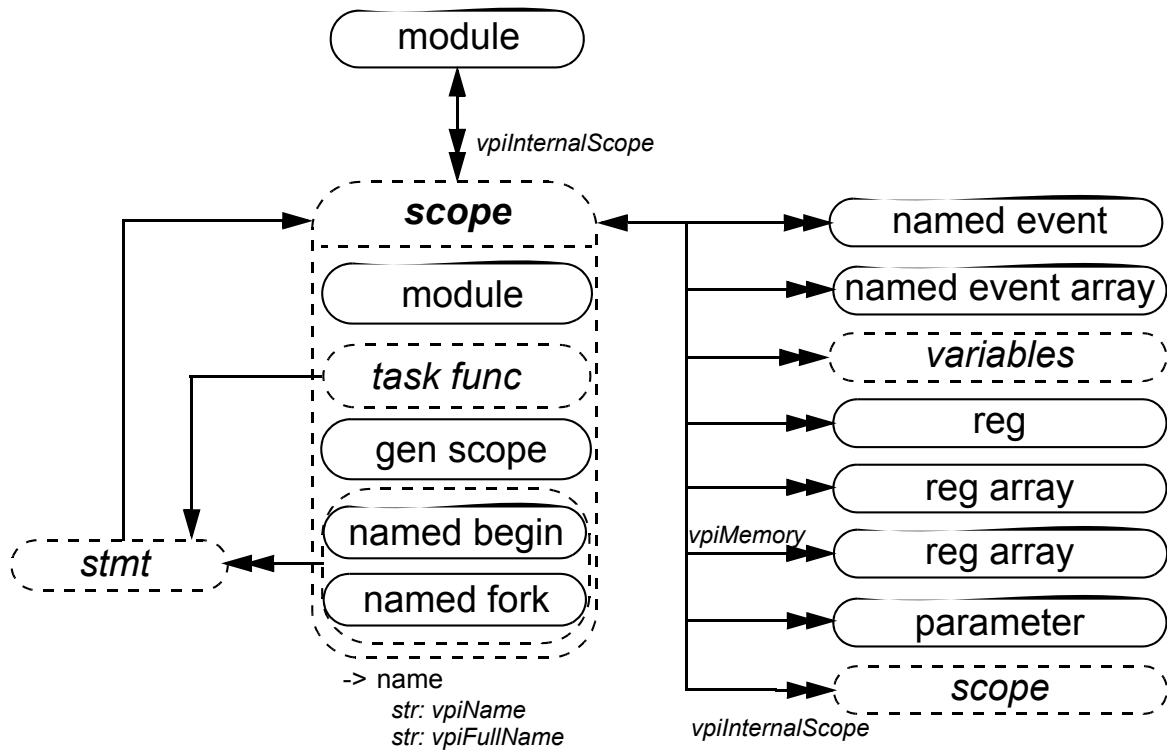 module
vpiInternalScope
scope
module
task func
gen scope
named begin
named fork
stmt
-> name
str: vpiName
str: vpiFullName
named event
named event array
variables
reg
reg array
vpiMemory
reg array
parameter
scope
vpiInternalScope